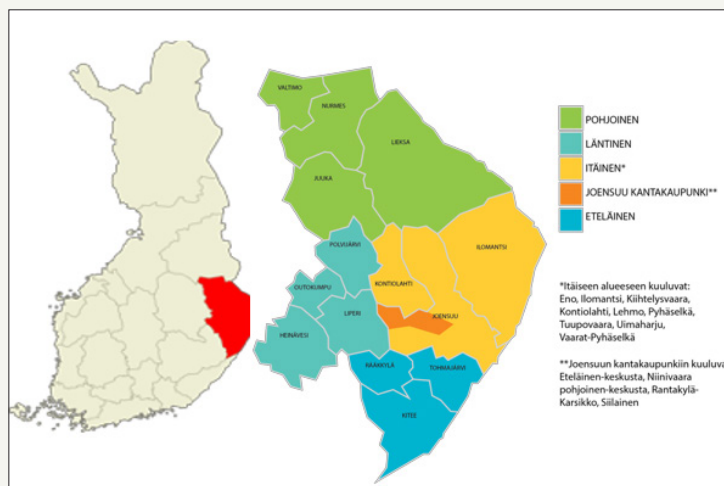 VALTIMO
NURMES
LIEKSA
JUUKA
POLVIJÄRVI
ILOMANTSI
KONTIOLAHTI
OUTOKUMPU
LIPERI
JOENSUU
HEINÄVESI
RÄÄKKYLÄ
TOHMAJÄRVI
KITEE
POHJOINEN
LÄNTINEN
ITÄINEN*
JOENSUU KANTAKAUPUNKI**
ETELÄINEN
*Itäiseen alueeseen kuuluvat:
Eno, Ilomantsi, Kiihtelysvaara,
Kontiolahti, Lehmo, Pyhäselkä,
Tuupovaara, Uimaharju,
Vaarat-Pyhäselkä
**Joensuun kantakaupunkiin kuuluva
Eteläinen-keskusta, Niinivaara
pohjoinen-keskusta, Rantakylä-
Karsikko, Siilainen